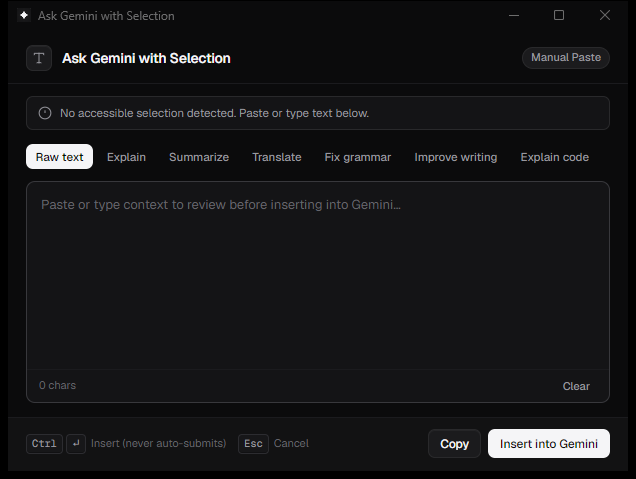 Ask Gemini with Selection
T Ask Gemini with Selection Manual Paste
No accessible selection detected. Paste or type text below.
Raw text Explain Summarize Translate Fix grammar Improve writing Explain code
Paste or type context to review before inserting into Gemini...
0 chars Clear
Ctrl ↵ Insert (never auto-submits) Esc Cancel Copy Insert into Gemini